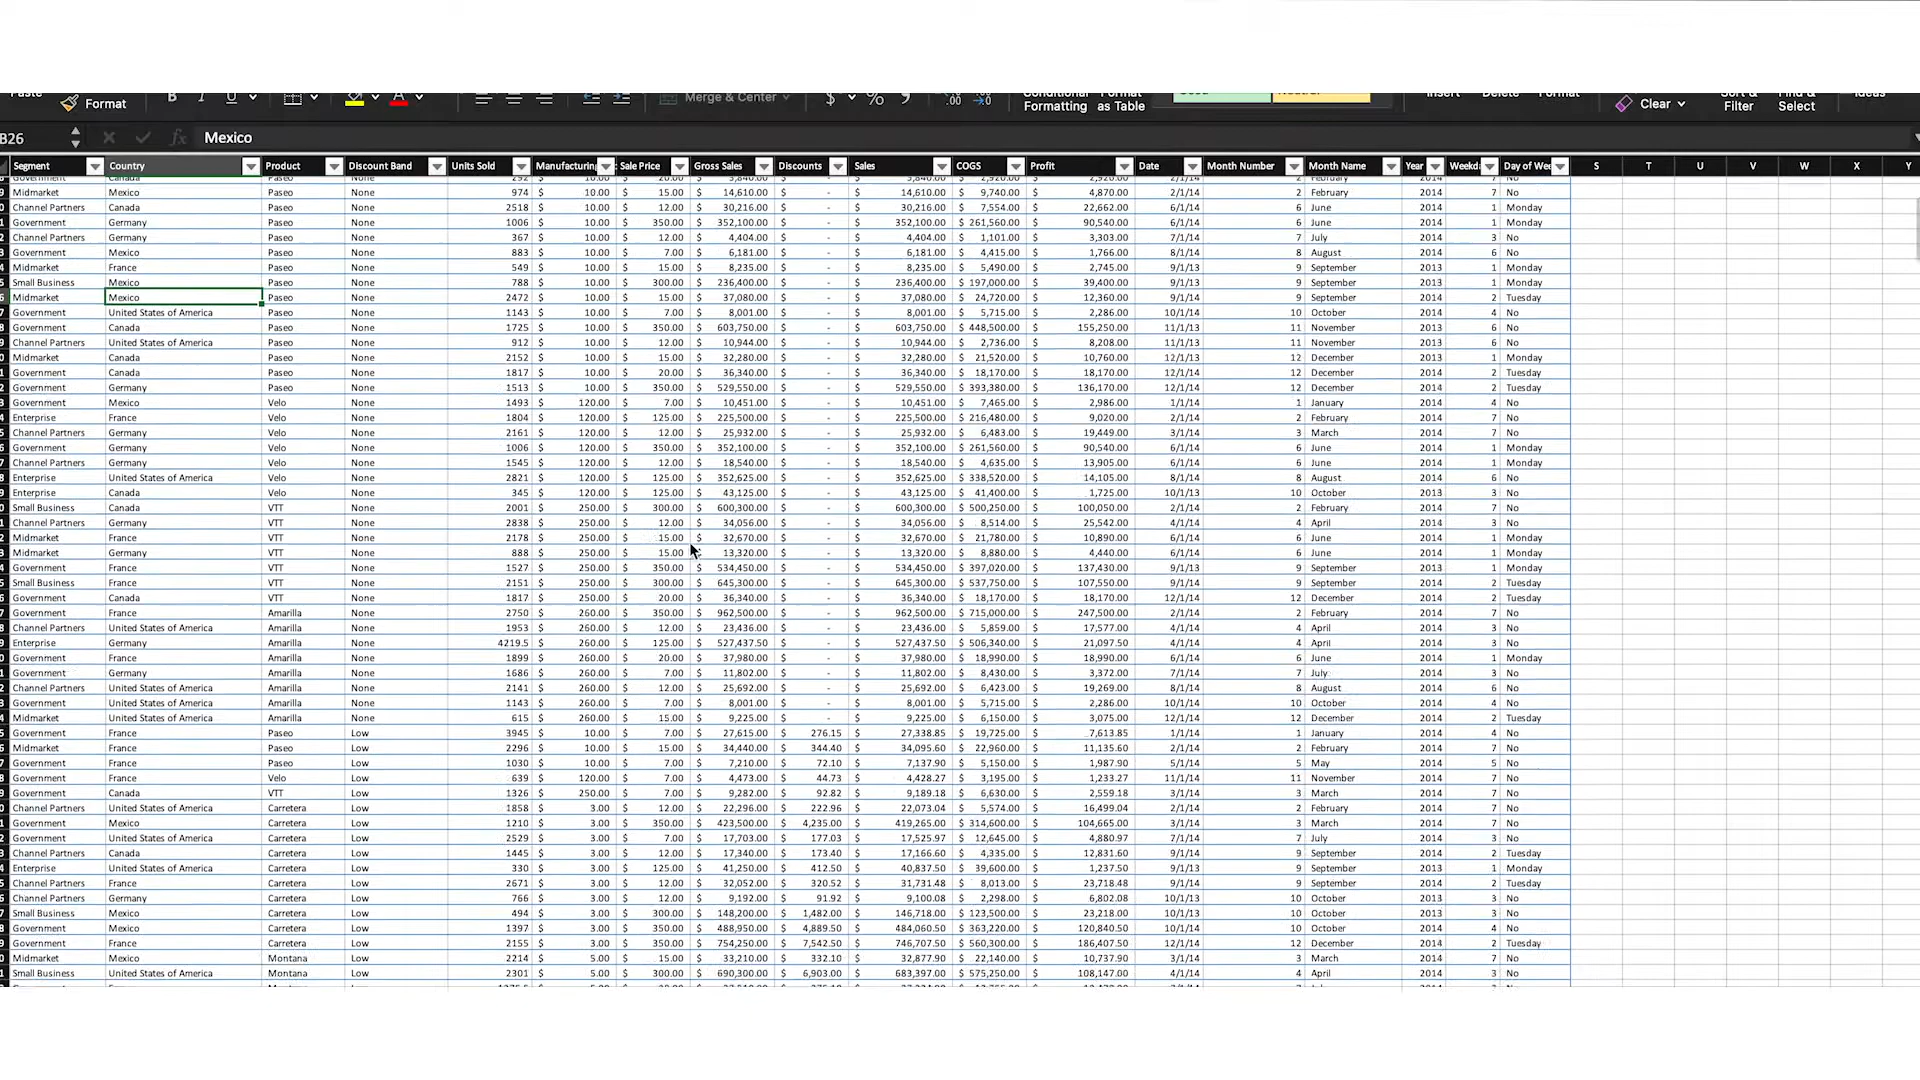 Format B I U Merge & Center $ % Conditional Formatting Format as Table Insert Delete Format Clear Sort & Filter Find & Select Ideas
B26 fx Mexico
Segment Country Product Discount Band Units Sold Manufacturing Sale Price Gross Sales Discounts Sales COGS Profit Date Month Number Month Name Year Weekda Day of Wee S T U V W X Y
Midmarket Mexico Paseo None 974 $ 10.00 $ 15.00 $ 14,610.00 $ - $ 14,610.00 $ 9,740.00 $ 4,870.00 2/1/14 2 February 2014 7 No
Channel Partners Canada Paseo None 2518 $ 10.00 $ 12.00 $ 30,216.00 $ - $ 30,216.00 $ 7,554.00 $ 22,662.00 6/1/14 6 June 2014 1 Monday
Government Germany Paseo None 1006 $ 10.00 $ 350.00 $ 352,100.00 $ - $ 352,100.00 $ 261,560.00 $ 90,540.00 6/1/14 6 June 2014 1 Monday
Channel Partners Germany Paseo None 367 $ 10.00 $ 12.00 $ 4,404.00 $ - $ 4,404.00 $ 1,101.00 $ 3,303.00 7/1/14 7 July 2014 3 No
Government Mexico Paseo None 883 $ 10.00 $ 7.00 $ 6,181.00 $ - $ 6,181.00 $ 4,415.00 $ 1,766.00 8/1/14 8 August 2014 6 No
Midmarket France Paseo None 549 $ 10.00 $ 15.00 $ 8,235.00 $ - $ 8,235.00 $ 5,490.00 $ 2,745.00 9/1/13 9 September 2013 1 Monday
Small Business Mexico Paseo None 788 $ 10.00 $ 300.00 $ 236,400.00 $ - $ 236,400.00 $ 197,000.00 $ 39,400.00 9/1/13 9 September 2013 1 Monday
Midmarket Mexico Paseo None 2472 $ 10.00 $ 15.00 $ 37,080.00 $ - $ 37,080.00 $ 24,720.00 $ 12,360.00 9/1/14 9 September 2014 2 Tuesday
Government United States of America Paseo None 1143 $ 10.00 $ 7.00 $ 8,001.00 $ - $ 8,001.00 $ 5,715.00 $ 2,286.00 10/1/14 10 October 2014 4 No
Government Canada Paseo None 1725 $ 10.00 $ 350.00 $ 603,750.00 $ - $ 603,750.00 $ 448,500.00 $ 155,250.00 11/1/13 11 November 2013 6 No
Channel Partners United States of America Paseo None 912 $ 10.00 $ 12.00 $ 10,944.00 $ - $ 10,944.00 $ 2,736.00 $ 8,208.00 11/1/13 11 November 2013 6 No
Midmarket Canada Paseo None 2152 $ 10.00 $ 15.00 $ 32,280.00 $ - $ 32,280.00 $ 21,520.00 $ 10,760.00 12/1/13 12 December 2013 1 Monday
Government Canada Paseo None 1817 $ 10.00 $ 20.00 $ 36,340.00 $ - $ 36,340.00 $ 18,170.00 $ 18,170.00 12/1/14 12 December 2014 2 Tuesday
Government Germany Paseo None 1513 $ 10.00 $ 350.00 $ 529,550.00 $ - $ 529,550.00 $ 393,380.00 $ 136,170.00 12/1/14 12 December 2014 2 Tuesday
Government Mexico Velo None 1493 $ 120.00 $ 7.00 $ 10,451.00 $ - $ 10,451.00 $ 7,465.00 $ 2,986.00 1/1/14 1 January 2014 4 No
Enterprise France Velo None 1804 $ 120.00 $ 125.00 $ 225,500.00 $ - $ 225,500.00 $ 216,480.00 $ 9,020.00 2/1/14 2 February 2014 7 No
Channel Partners Germany Velo None 2161 $ 120.00 $ 12.00 $ 25,932.00 $ - $ 25,932.00 $ 6,483.00 $ 19,449.00 3/1/14 3 March 2014 7 No
Government Germany Velo None 1006 $ 120.00 $ 350.00 $ 352,100.00 $ - $ 352,100.00 $ 261,560.00 $ 90,540.00 6/1/14 6 June 2014 1 Monday
Channel Partners Germany Velo None 1545 $ 120.00 $ 12.00 $ 18,540.00 $ - $ 18,540.00 $ 4,635.00 $ 13,905.00 6/1/14 6 June 2014 1 Monday
Enterprise United States of America Velo None 2821 $ 120.00 $ 125.00 $ 352,625.00 $ - $ 352,625.00 $ 338,520.00 $ 14,105.00 8/1/14 8 August 2014 6 No
Enterprise Canada Velo None 345 $ 120.00 $ 125.00 $ 43,125.00 $ - $ 43,125.00 $ 41,400.00 $ 1,725.00 10/1/13 10 October 2013 3 No
Small Business Canada VTT None 2001 $ 250.00 $ 300.00 $ 600,300.00 $ - $ 600,300.00 $ 500,250.00 $ 100,050.00 2/1/14 2 February 2014 7 No
Channel Partners Germany VTT None 2838 $ 250.00 $ 12.00 $ 34,056.00 $ - $ 34,056.00 $ 8,514.00 $ 25,542.00 4/1/14 4 April 2014 3 No
Midmarket France VTT None 2178 $ 250.00 $ 15.00 $ 32,670.00 $ - $ 32,670.00 $ 21,780.00 $ 10,890.00 6/1/14 6 June 2014 1 Monday
Midmarket Germany VTT None 888 $ 250.00 $ 15.00 $ 13,320.00 $ - $ 13,320.00 $ 8,880.00 $ 4,440.00 6/1/14 6 June 2014 1 Monday
Government France VTT None 1527 $ 250.00 $ 350.00 $ 534,450.00 $ - $ 534,450.00 $ 397,020.00 $ 137,430.00 9/1/13 9 September 2013 1 Monday
Small Business France VTT None 2151 $ 250.00 $ 300.00 $ 645,300.00 $ - $ 645,300.00 $ 537,750.00 $ 107,550.00 9/1/14 9 September 2014 2 Tuesday
Government Canada VTT None 1817 $ 250.00 $ 20.00 $ 36,340.00 $ - $ 36,340.00 $ 18,170.00 $ 18,170.00 12/1/14 12 December 2014 2 Tuesday
Government France Amarilla None 2750 $ 260.00 $ 350.00 $ 962,500.00 $ - $ 962,500.00 $ 715,000.00 $ 247,500.00 2/1/14 2 February 2014 7 No
Channel Partners United States of America Amarilla None 1953 $ 260.00 $ 12.00 $ 23,436.00 $ - $ 23,436.00 $ 5,859.00 $ 17,577.00 4/1/14 4 April 2014 3 No
Enterprise Germany Amarilla None 4219.5 $ 260.00 $ 125.00 $ 527,437.50 $ - $ 527,437.50 $ 506,340.00 $ 21,097.50 4/1/14 4 April 2014 3 No
Government France Amarilla None 1899 $ 260.00 $ 20.00 $ 37,980.00 $ - $ 37,980.00 $ 18,990.00 $ 18,990.00 6/1/14 6 June 2014 1 Monday
Government Germany Amarilla None 1686 $ 260.00 $ 7.00 $ 11,802.00 $ - $ 11,802.00 $ 8,430.00 $ 3,372.00 7/1/14 7 July 2014 3 No
Channel Partners United States of America Amarilla None 2141 $ 260.00 $ 12.00 $ 25,692.00 $ - $ 25,692.00 $ 6,423.00 $ 19,269.00 8/1/14 8 August 2014 6 No
Government United States of America Amarilla None 1143 $ 260.00 $ 7.00 $ 8,001.00 $ - $ 8,001.00 $ 5,715.00 $ 2,286.00 10/1/14 10 October 2014 4 No
Midmarket United States of America Amarilla None 615 $ 260.00 $ 15.00 $ 9,225.00 $ - $ 9,225.00 $ 6,150.00 $ 3,075.00 12/1/14 12 December 2014 2 Tuesday
Government France Paseo Low 3945 $ 10.00 $ 7.00 $ 27,615.00 $ 276.15 $ 27,338.85 $ 19,725.00 $ 7,613.85 1/1/14 1 January 2014 4 No
Midmarket France Paseo Low 2296 $ 10.00 $ 15.00 $ 34,440.00 $ 344.40 $ 34,095.60 $ 22,960.00 $ 11,135.60 2/1/14 2 February 2014 7 No
Government France Paseo Low 1030 $ 10.00 $ 7.00 $ 7,210.00 $ 72.10 $ 7,137.90 $ 5,150.00 $ 1,987.90 5/1/14 5 May 2014 5 No
Government France Velo Low 639 $ 120.00 $ 7.00 $ 4,473.00 $ 44.73 $ 4,428.27 $ 3,195.00 $ 1,233.27 11/1/14 11 November 2014 7 No
Government Canada VTT Low 1326 $ 250.00 $ 7.00 $ 9,282.00 $ 92.82 $ 9,189.18 $ 6,630.00 $ 2,559.18 3/1/14 3 March 2014 7 No
Channel Partners United States of America Carretera Low 1858 $ 3.00 $ 12.00 $ 22,296.00 $ 222.96 $ 22,073.04 $ 5,574.00 $ 16,499.04 2/1/14 2 February 2014 7 No
Government Mexico Carretera Low 1210 $ 3.00 $ 350.00 $ 423,500.00 $ 4,235.00 $ 419,265.00 $ 314,600.00 $ 104,665.00 3/1/14 3 March 2014 7 No
Government United States of America Carretera Low 2529 $ 3.00 $ 7.00 $ 17,703.00 $ 177.03 $ 17,525.97 $ 12,645.00 $ 4,880.97 7/1/14 7 July 2014 3 No
Channel Partners Canada Carretera Low 1445 $ 3.00 $ 12.00 $ 17,340.00 $ 173.40 $ 17,166.60 $ 4,335.00 $ 12,831.60 9/1/14 9 September 2014 2 Tuesday
Enterprise United States of America Carretera Low 330 $ 3.00 $ 125.00 $ 41,250.00 $ 412.50 $ 40,837.50 $ 39,600.00 $ 1,237.50 9/1/13 9 September 2013 1 Monday
Channel Partners France Carretera Low 2671 $ 3.00 $ 12.00 $ 32,052.00 $ 320.52 $ 31,731.48 $ 8,013.00 $ 23,718.48 9/1/14 9 September 2014 2 Tuesday
Channel Partners Germany Carretera Low 766 $ 3.00 $ 12.00 $ 9,192.00 $ 91.92 $ 9,100.08 $ 2,298.00 $ 6,802.08 10/1/13 10 October 2013 3 No
Small Business Mexico Carretera Low 494 $ 3.00 $ 300.00 $ 148,200.00 $ 1,482.00 $ 146,718.00 $ 123,500.00 $ 23,218.00 10/1/13 10 October 2013 3 No
Government Mexico Carretera Low 1397 $ 3.00 $ 350.00 $ 488,950.00 $ 4,889.50 $ 484,060.50 $ 363,220.00 $ 120,840.50 10/1/14 10 October 2014 4 No
Government France Carretera Low 2155 $ 3.00 $ 350.00 $ 754,250.00 $ 7,542.50 $ 746,707.50 $ 560,300.00 $ 186,407.50 12/1/14 12 December 2014 2 Tuesday
Midmarket Mexico Montana Low 2214 $ 5.00 $ 15.00 $ 33,210.00 $ 332.10 $ 32,877.90 $ 22,140.00 $ 10,737.90 3/1/14 3 March 2014 7 No
Small Business United States of America Montana Low 2301 $ 5.00 $ 300.00 $ 690,300.00 $ 6,903.00 $ 683,397.00 $ 575,250.00 $ 108,147.00 4/1/14 4 April 2014 3 No